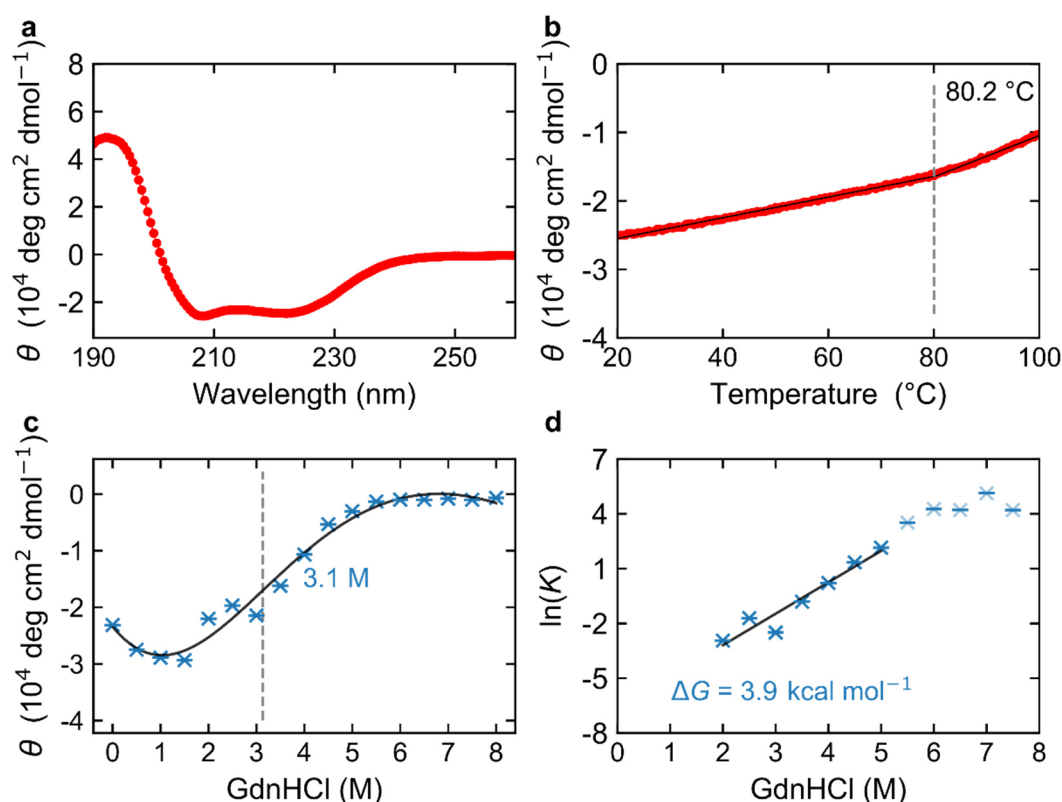 a
θ (10⁴ deg cm² dmol⁻¹)
8
6
4
2
0
-2
190
210
230
250
Wavelength (nm)
b
θ (10⁴ deg cm² dmol⁻¹)
0
-1
-2
-3
-4
80.2 °C
20
40
60
80
100
Temperature (°C)
c
θ (10⁴ deg cm² dmol⁻¹)
0
-1
-2
-3
-4
3.1 M
0 1 2 3 4 5 6 7 8
GdnHCl (M)
d
ln(K)
7
4
1
-2
-5
-8
ΔG = 3.9 kcal mol⁻¹
0 1 2 3 4 5 6 7 8
GdnHCl (M)